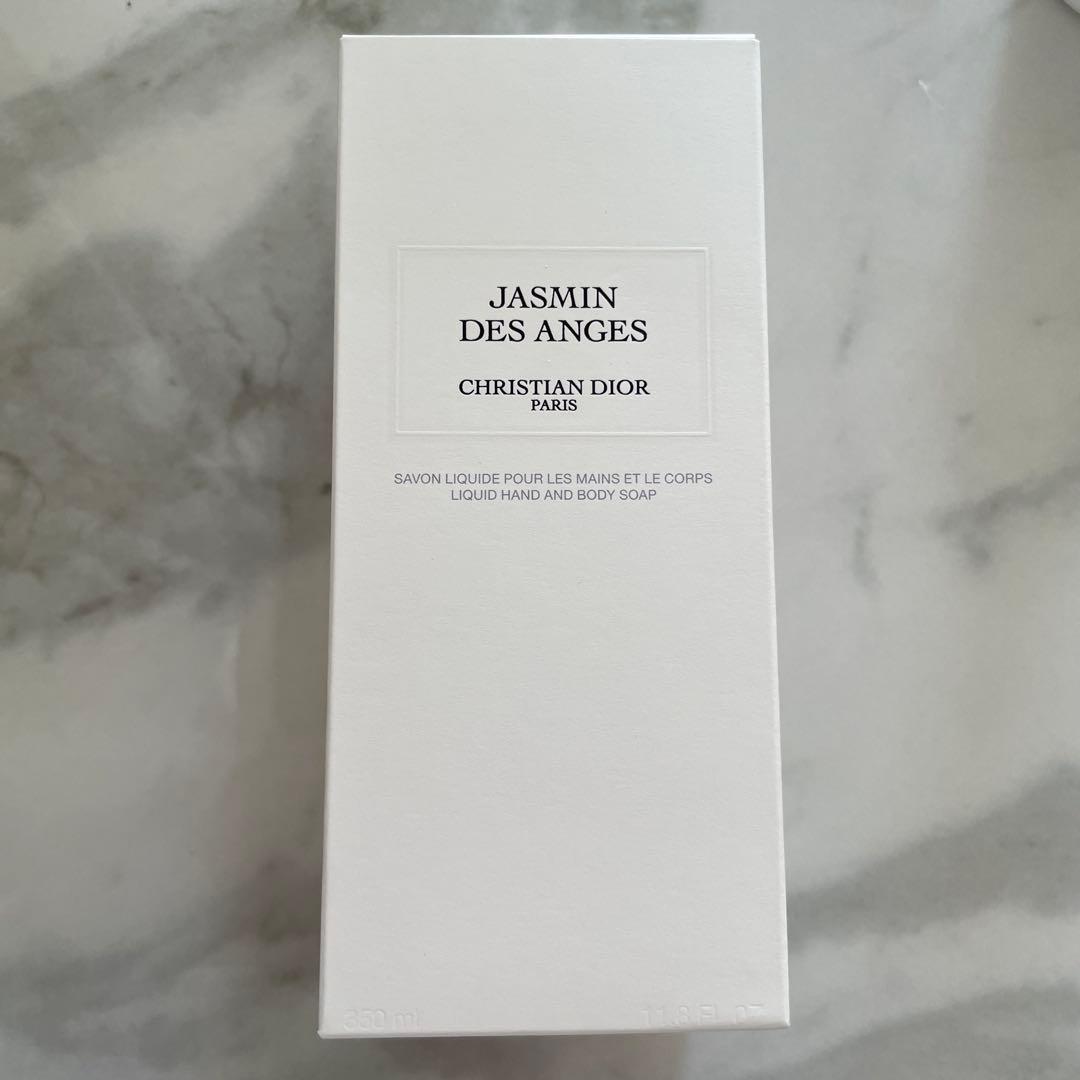 JASMIN
DES ANGES
CHRISTIAN DIOR
PARIS
SAVON LIQUIDE POUR LES MAINS ET LE CORPS
LIQUID HAND AND BODY SOAP
350 ml 11.8 FL. OZ